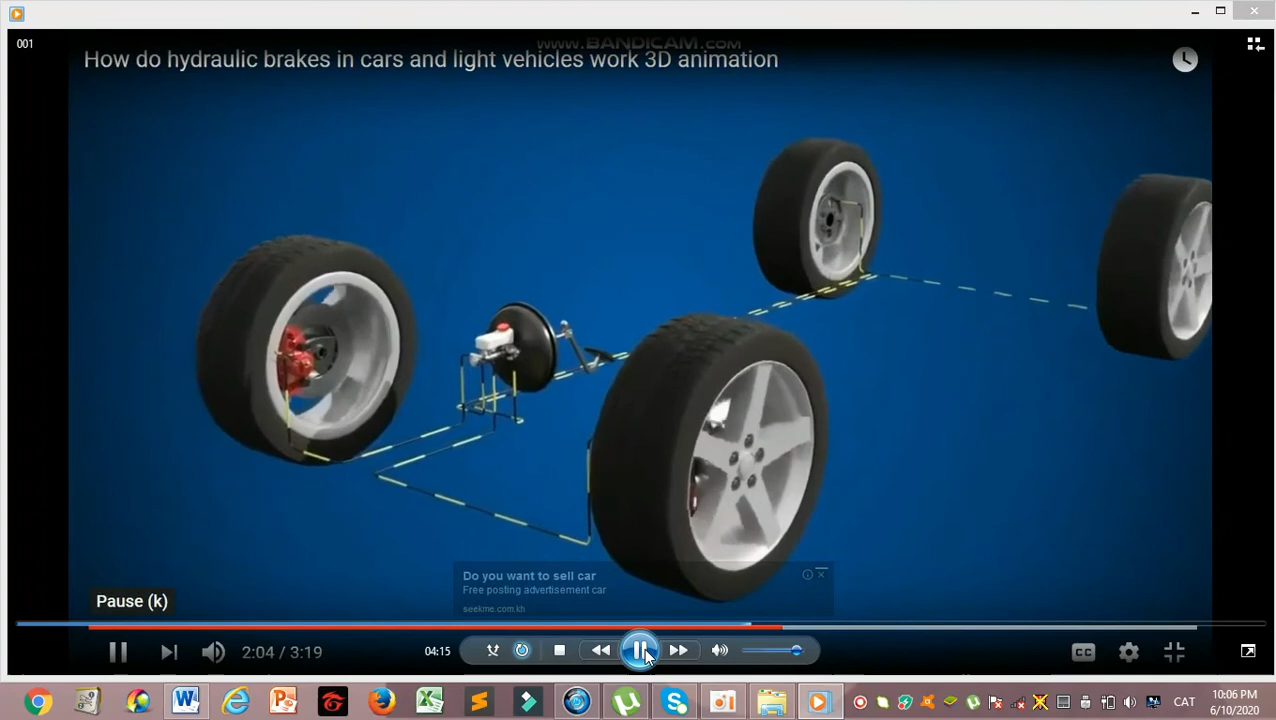 www.BANDICAM.com
001
How do hydraulic brakes in cars and light vehicles work 3D animation
Do you want to sell car
Free posting advertisement car
seekme.com.kh
Pause (k)
2:04 / 3:19
04:15
CC
CAT
10:06 PM
6/10/2020